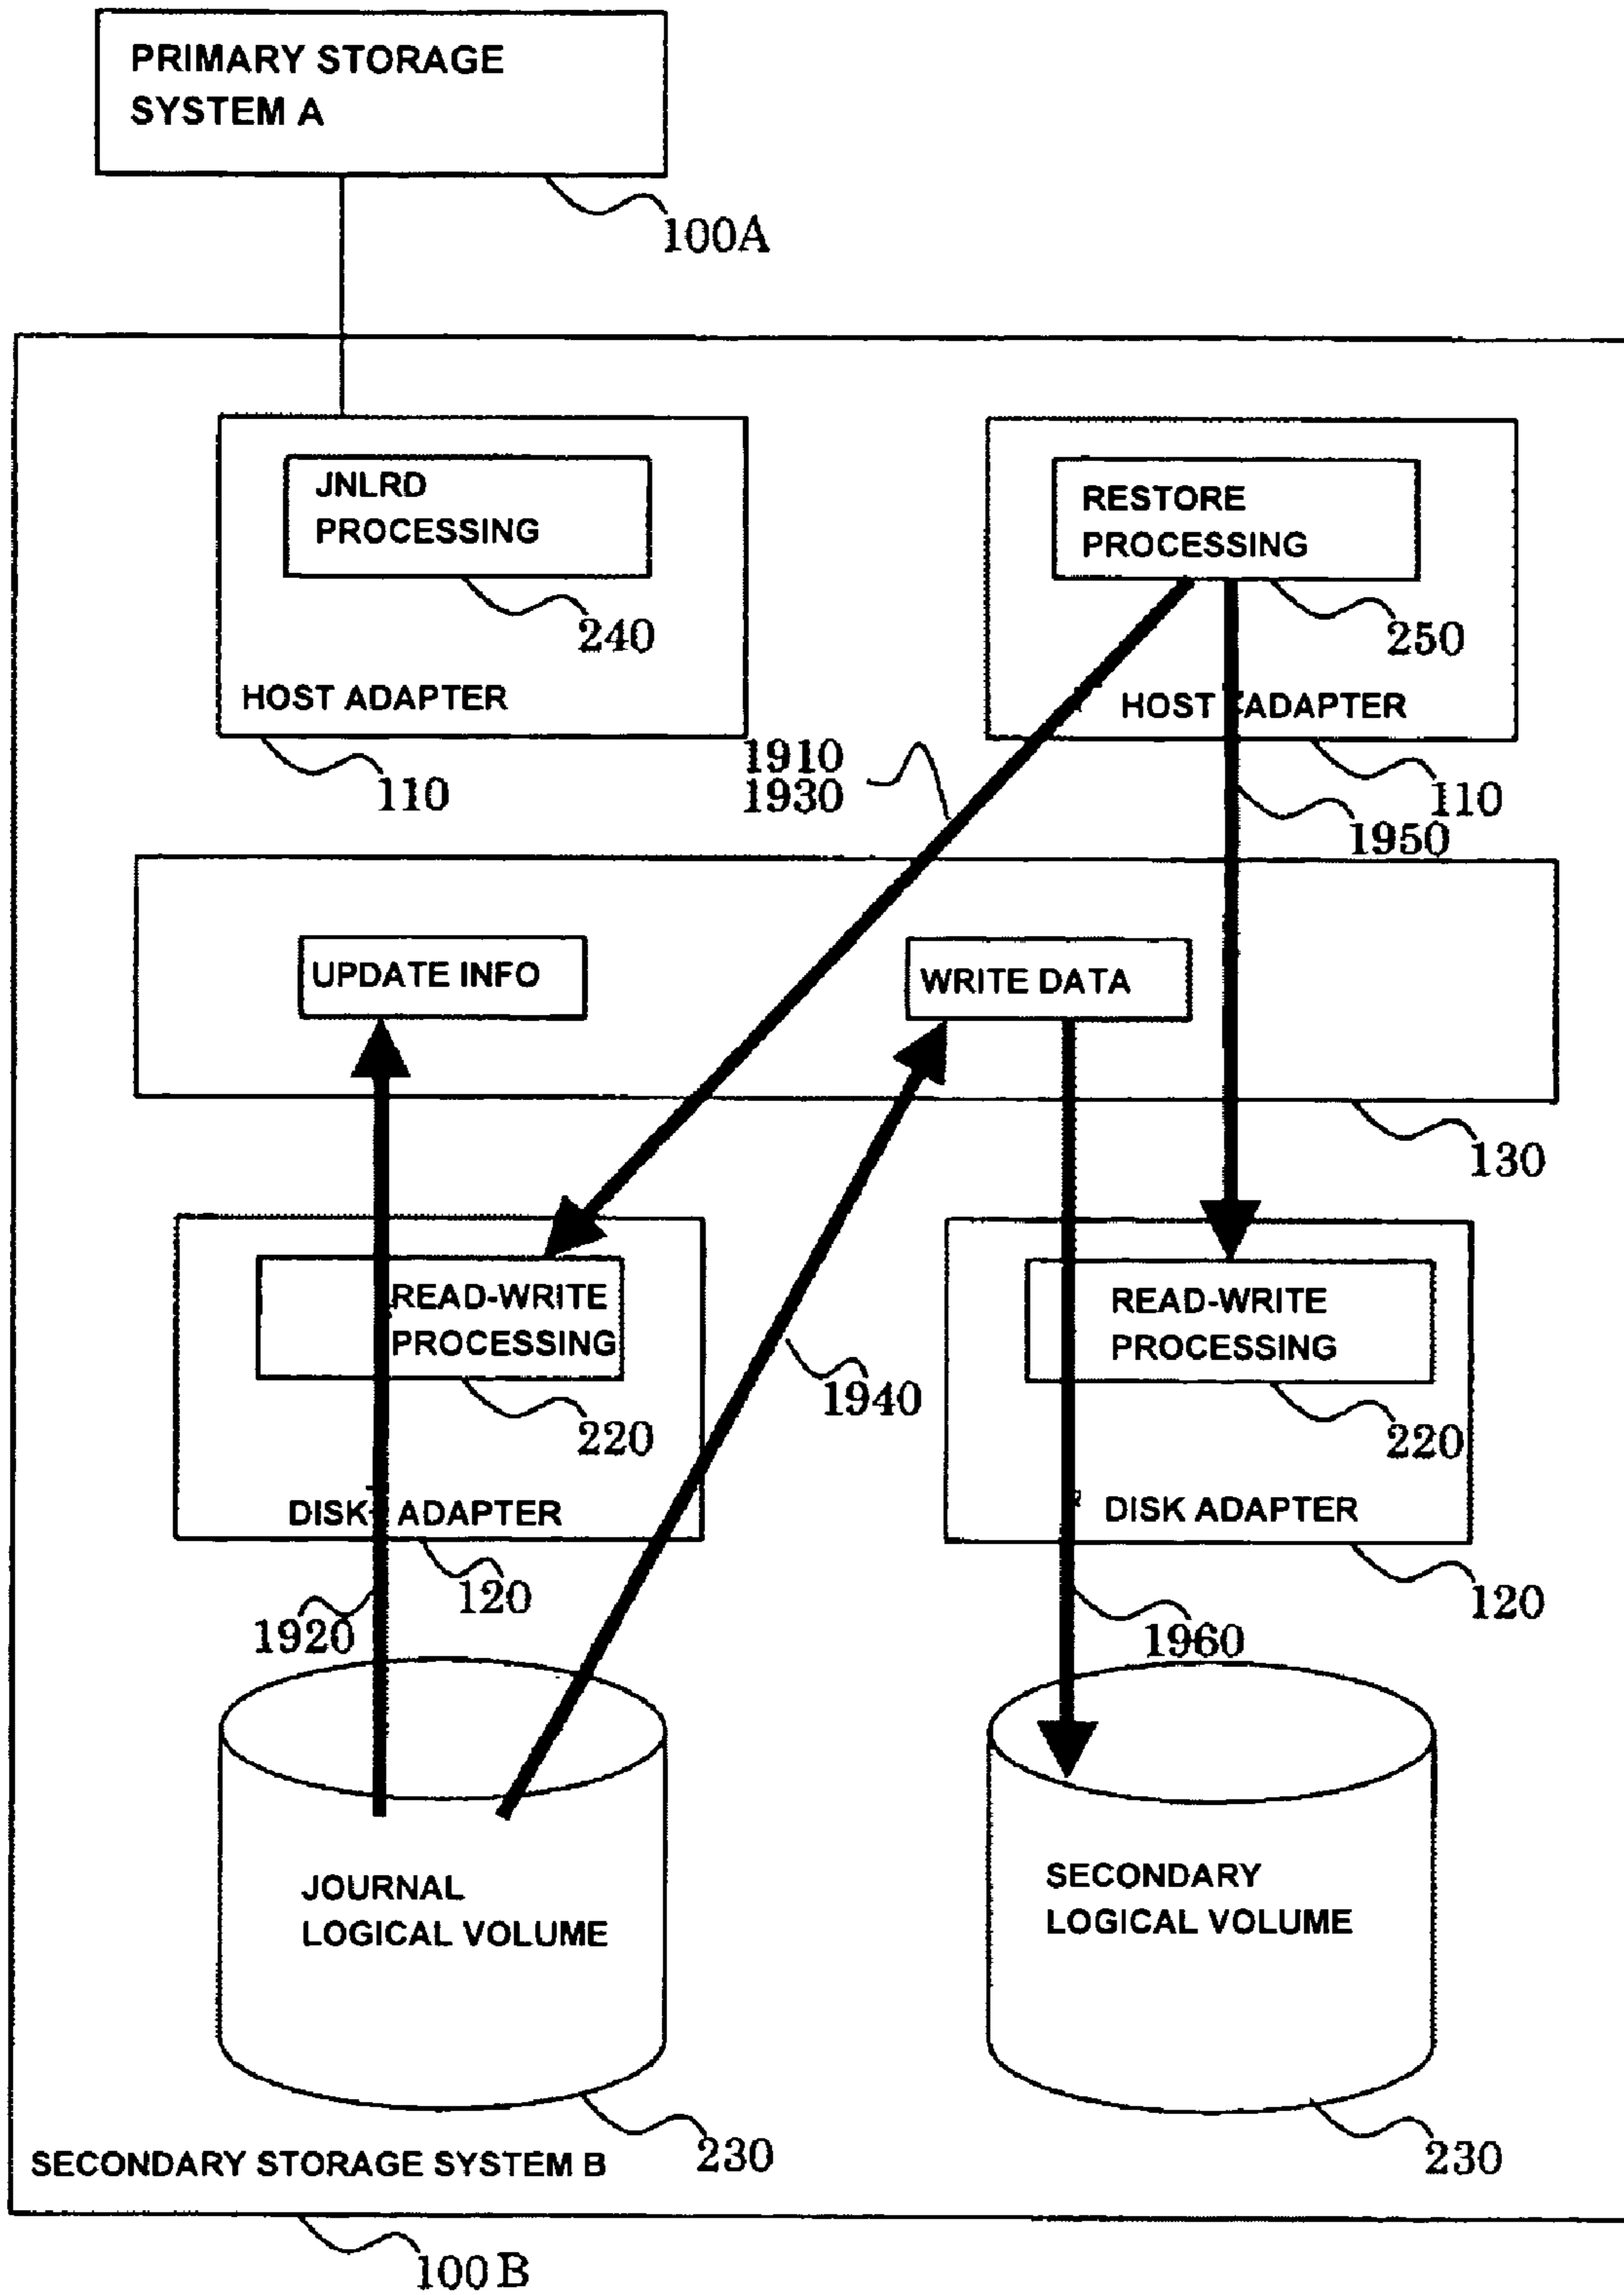 PRIMARY STORAGE
SYSTEM A
100A
JNLRD
PROCESSING
240
HOST ADAPTER
110
RESTORE
PROCESSING
250
HOST ADAPTER
110
1910
1930
1950
UPDATE INFO
WRITE DATA
130
READ-WRITE
PROCESSING
220
DISK ADAPTER
120
1940
READ-WRITE
PROCESSING
220
DISK ADAPTER
120
1920
1960
JOURNAL
LOGICAL VOLUME
230
SECONDARY
LOGICAL VOLUME
230
SECONDARY STORAGE SYSTEM B
100B